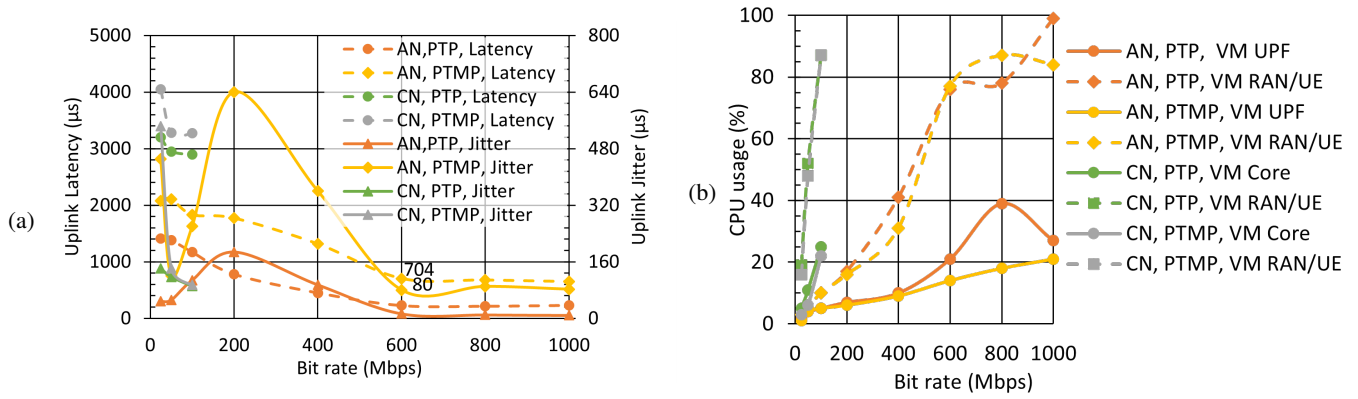 (a)
Uplink Latency (µs)
5000
4000
3000
2000
1000
0
0 200 400 600 800 1000
Bit rate (Mbps)
800
640
480
320
160
0
Uplink Jitter (µs)
AN,PTP, Latency
AN, PTMP, Latency
CN, PTP, Latency
CN, PTMP, Latency
AN,PTP, Jitter
AN, PTMP, Jitter
CN, PTP, Jitter
CN, PTMP, Jitter
704
80
(b)
CPU usage (%)
100
80
60
40
20
0
0 200 400 600 800 1000
Bit rate (Mbps)
AN, PTP, VM UPF
AN, PTP, VM RAN/UE
AN, PTMP, VM UPF
AN, PTMP, VM RAN/UE
CN, PTP, VM Core
CN, PTP, VM RAN/UE
CN, PTMP, VM Core
CN, PTMP, VM RAN/UE